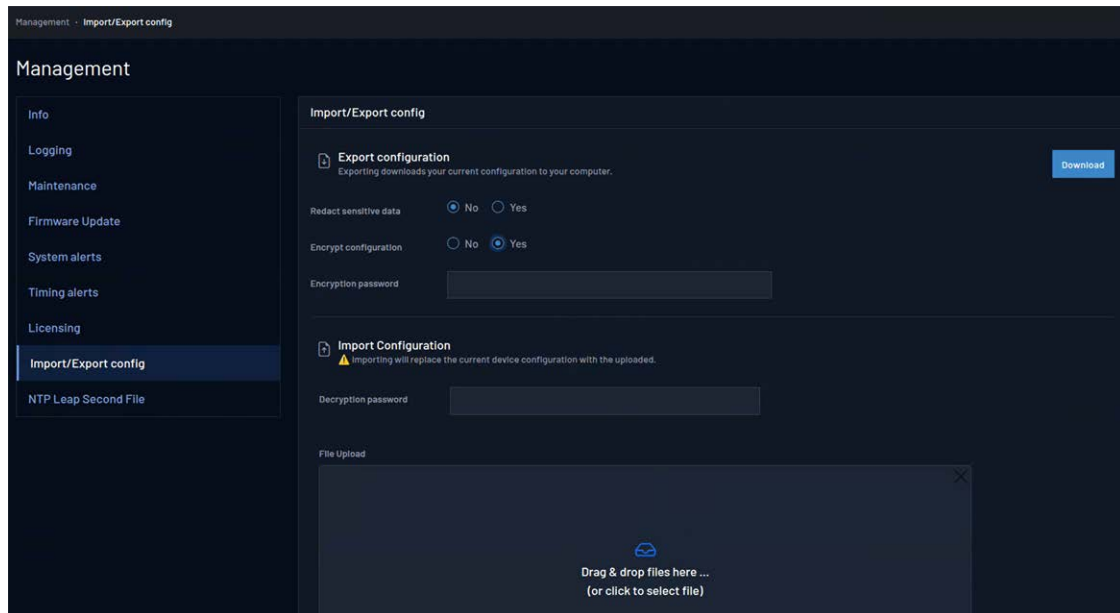 Management · Import/Export config
Management
Info
Logging
Maintenance
Firmware Update
System alerts
Timing alerts
Licensing
Import/Export config
NTP Leap Second File
Import/Export config
Export configuration
Exporting downloads your current configuration to your computer.
Download
Redact sensitive data No Yes
Encrypt configuration No Yes
Encryption password
Import Configuration
⚠ Importing will replace the current device configuration with the uploaded.
Decryption password
File Upload
Drag & drop files here ...
(or click to select file)